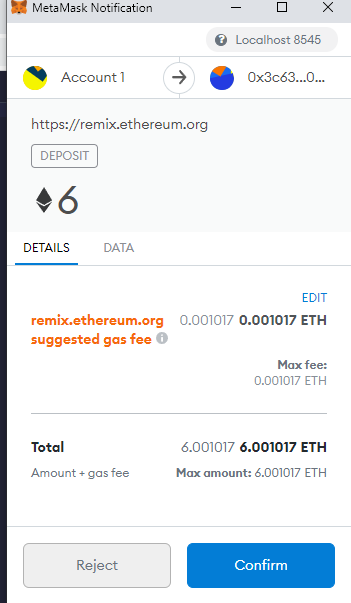 MetaMask Notification
Localhost 8545
Account 1
0x3c63...0...
https://remix.ethereum.org
DEPOSIT
6
DETAILS
DATA
EDIT
remix.ethereum.org 0.001017 0.001017 ETH
suggested gas fee
Max fee:
0.001017 ETH
Total 6.001017 6.001017 ETH
Amount + gas fee Max amount: 6.001017 ETH
Reject
Confirm